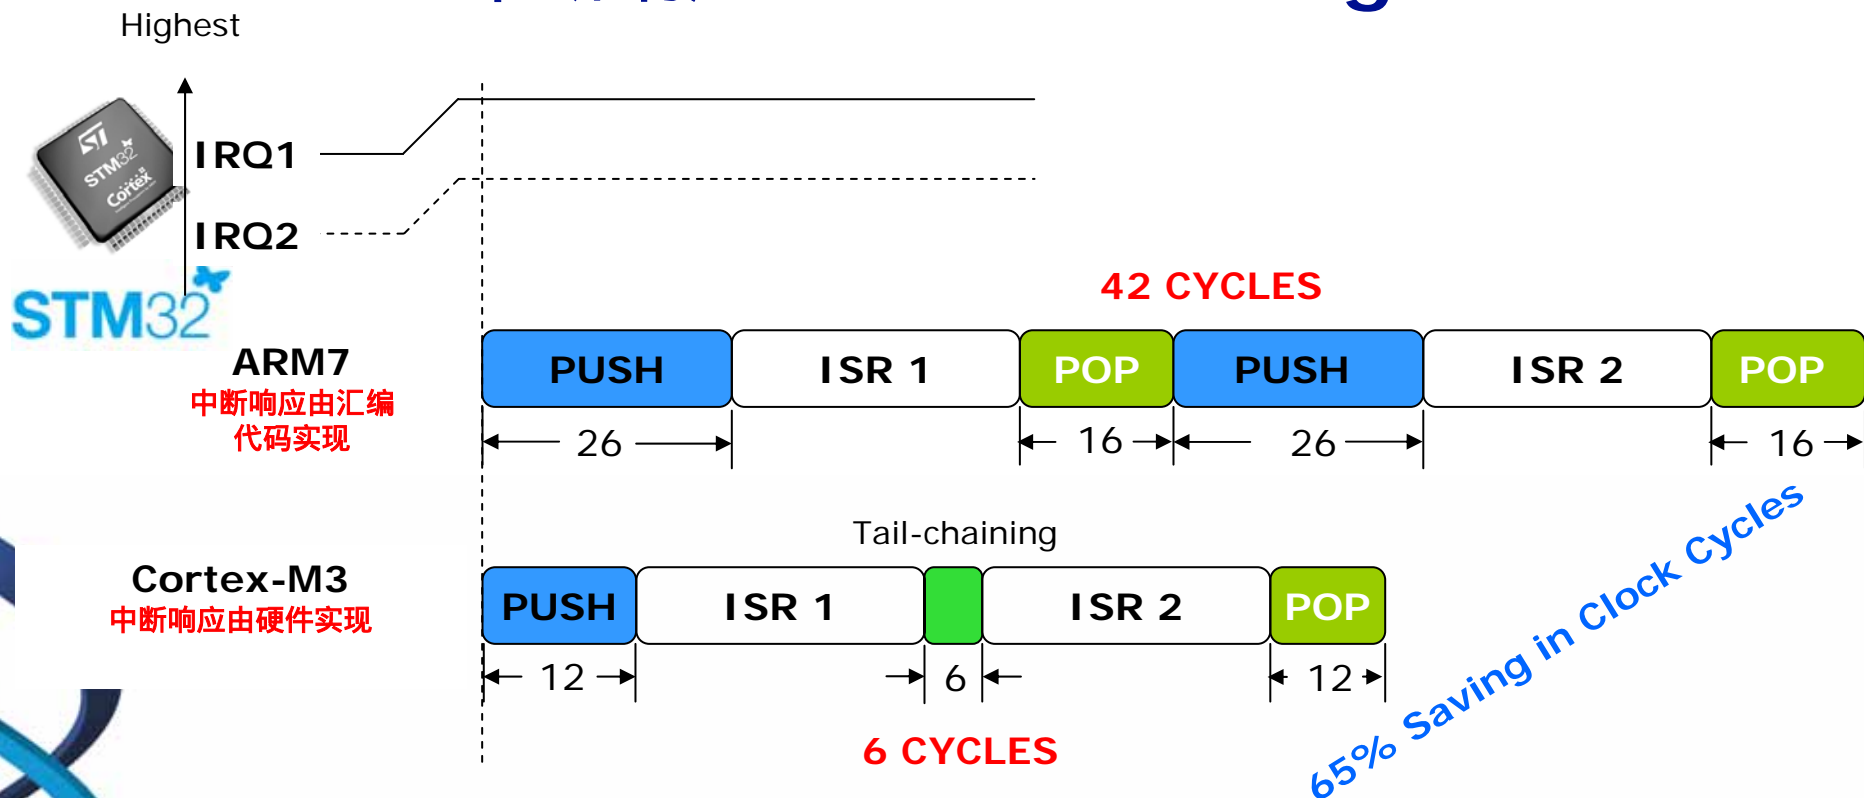 Highest
STM32
Cortex
IRQ1
IRQ2
STM32
42 CYCLES
ARM7
中断响应由汇编
代码实现
PUSH
ISR 1
POP
PUSH
ISR 2
POP
26
16
26
16
Tail-chaining
Cortex-M3
中断响应由硬件实现
PUSH
ISR 1
ISR 2
POP
12
6
12
6 CYCLES
65% Saving in Clock Cycles